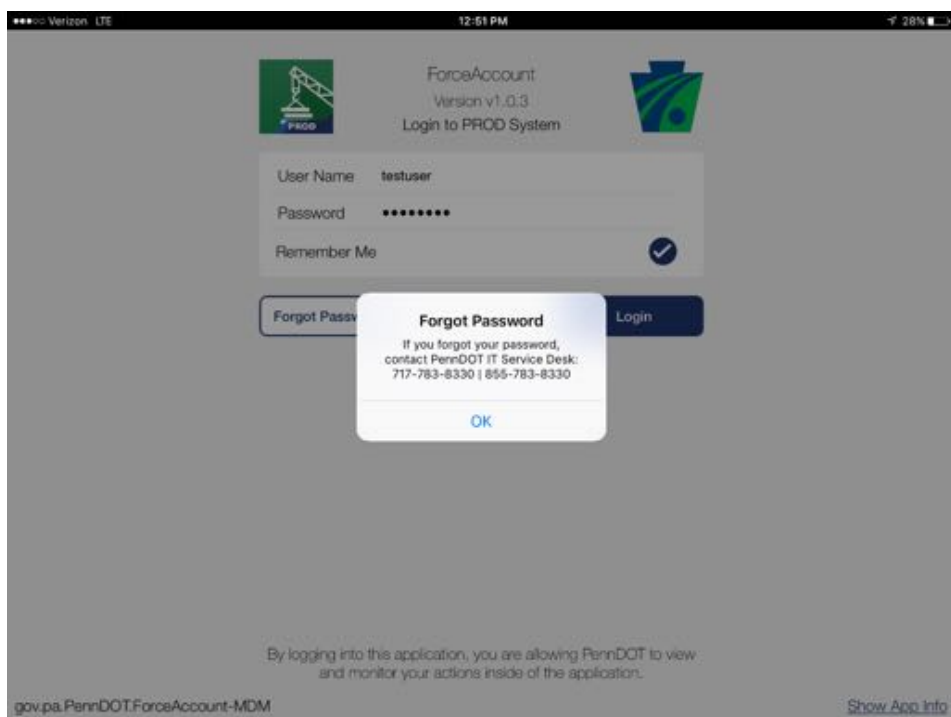 Verizon LTE 12:51 PM 28%
ForceAccount
Version v1.0.3
PROD
Login to PROD System
User Name testuser
Password ••••••••
Remember Me
Forgot Passw
Login
Forgot Password
If you forgot your password,
contact PennDOT IT Service Desk:
717-783-8330 | 855-783-8330
OK
By logging into this application, you are allowing PennDOT to view
and monitor your actions inside of the application.
gov.pa.PennDOT.ForceAccount-MDM
Show App Info